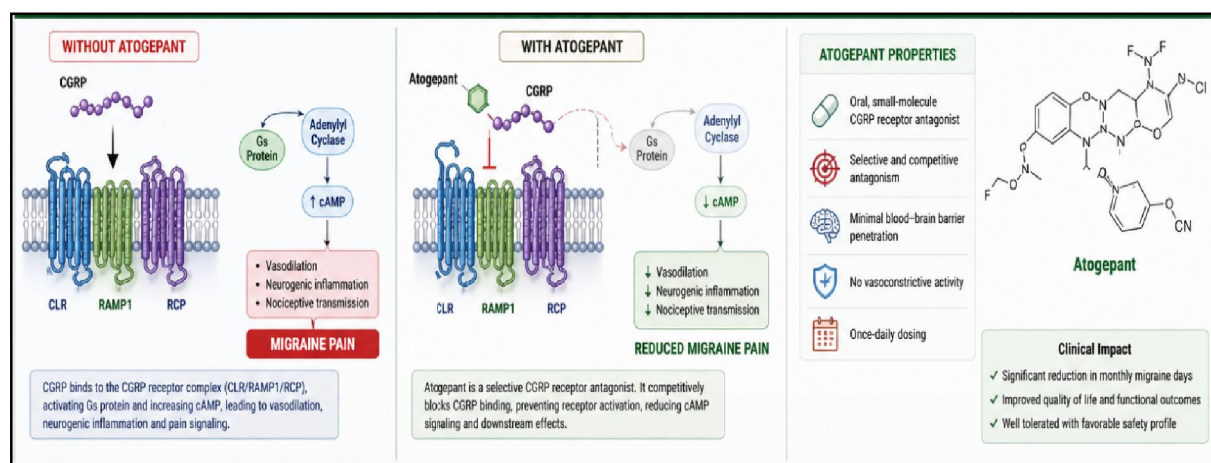 WITHOUT ATOGEPANT
CGRP
Gs
Protein
Adenylyl
Cyclase
↑ cAMP
• Vasodilation
• Neurogenic inflammation
• Nociceptive transmission
MIGRAINE PAIN
CLR
RAMP1
RCP
CGRP binds to the CGRP receptor complex (CLR/RAMP1/RCP),
activating Gs protein and increasing cAMP, leading to vasodilation,
neurogenic inflammation and pain signaling.
WITH ATOGEPANT
Atogepant
CGRP
Gs
Protein
Adenylyl
Cyclase
↓ cAMP
↓ Vasodilation
↓ Neurogenic inflammation
↓ Nociceptive transmission
REDUCED MIGRAINE PAIN
CLR
RAMP1
RCP
Atogepant is a selective CGRP receptor antagonist. It competitively
blocks CGRP binding, preventing receptor activation, reducing cAMP
signaling and downstream effects.
ATOGEPANT PROPERTIES
Oral, small-molecule
CGRP receptor antagonist
Selective and competitive
antagonism
Minimal blood–brain barrier
penetration
No vasoconstrictive activity
Once-daily dosing
F
F
N
N
N
Cl
O
N
N
N
O
O
N
O
N
O
F
O
N
O
CN
Atogepant
Clinical Impact
✓ Significant reduction in monthly migraine days
✓ Improved quality of life and functional outcomes
✓ Well tolerated with favorable safety profile